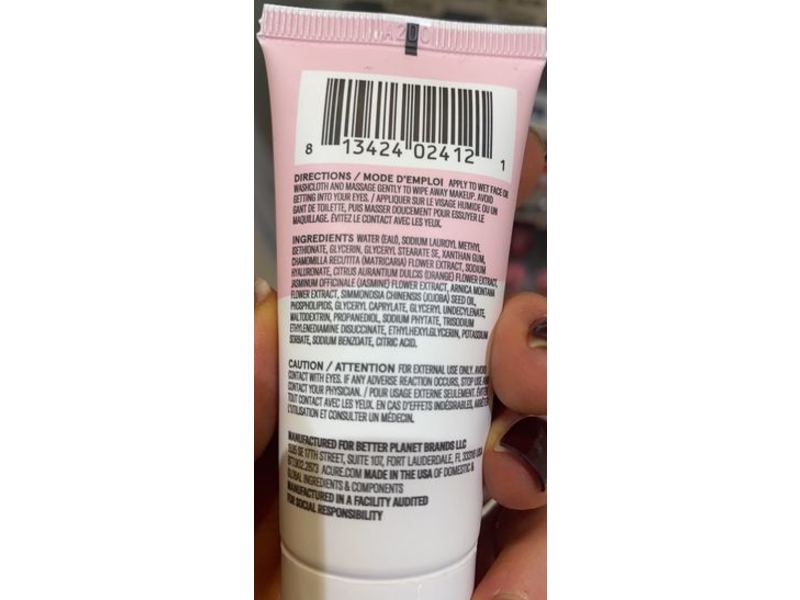 A200
8 13424 02412 1
DIRECTIONS / MODE D'EMPLOI APPLY TO WET FACE OR
WASHCLOTH AND MASSAGE GENTLY TO WIPE AWAY MAKEUP. AVOID
GETTING INTO YOUR EYES. / APPLIQUER SUR LE VISAGE HUMIDE OU UN
GANT DE TOILETTE, PUIS MASSER DOUCEMENT POUR ESSUYER LE
MAQUILLAGE. ÉVITEZ LE CONTACT AVEC LES YEUX.
INGREDIENTS WATER (EAU), SODIUM LAUROYL METHYL
ISETHIONATE, GLYCERIN, GLYCERYL STEARATE SE, XANTHAN GUM,
CHAMOMILLA RECUTITA (MATRICARIA) FLOWER EXTRACT, SODIUM
HYALURONATE, CITRUS AURANTIUM DULCIS (ORANGE) FLOWER EXTRACT,
JASMINUM OFFICINALE (JASMINE) FLOWER EXTRACT, ARNICA MONTANA
FLOWER EXTRACT, SIMMONDSIA CHINENSIS (JOJOBA) SEED OIL,
PHOSPHOLIPIDS, GLYCERYL CAPRYLATE, GLYCERYL UNDECYLENATE,
MALTODEXTRIN, PROPANEDIOL, SODIUM PHYTATE, TRISODIUM
ETHYLENEDIAMINE DISUCCINATE, ETHYLHEXYLGLYCERIN, POTASSIUM
SORBATE, SODIUM BENZOATE, CITRIC ACID.
CAUTION / ATTENTION FOR EXTERNAL USE ONLY. AVOID
CONTACT WITH EYES. IF ANY ADVERSE REACTION OCCURS, STOP USE AND
CONTACT YOUR PHYSICIAN. / POUR USAGE EXTERNE SEULEMENT. ÉVITEZ
TOUT CONTACT AVEC LES YEUX. EN CAS D'EFFETS INDÉSIRABLES, ARRÊTER
L'UTILISATION ET CONSULTER UN MÉDECIN.
MANUFACTURED FOR BETTER PLANET BRANDS LLC
SE 17TH STREET, SUITE 107, FORT LAUDERDALE, FL 33316 USA
ACURE.COM MADE IN THE USA OF DOMESTIC &
GLOBAL INGREDIENTS & COMPONENTS
MANUFACTURED IN A FACILITY AUDITED
FOR SOCIAL RESPONSIBILITY